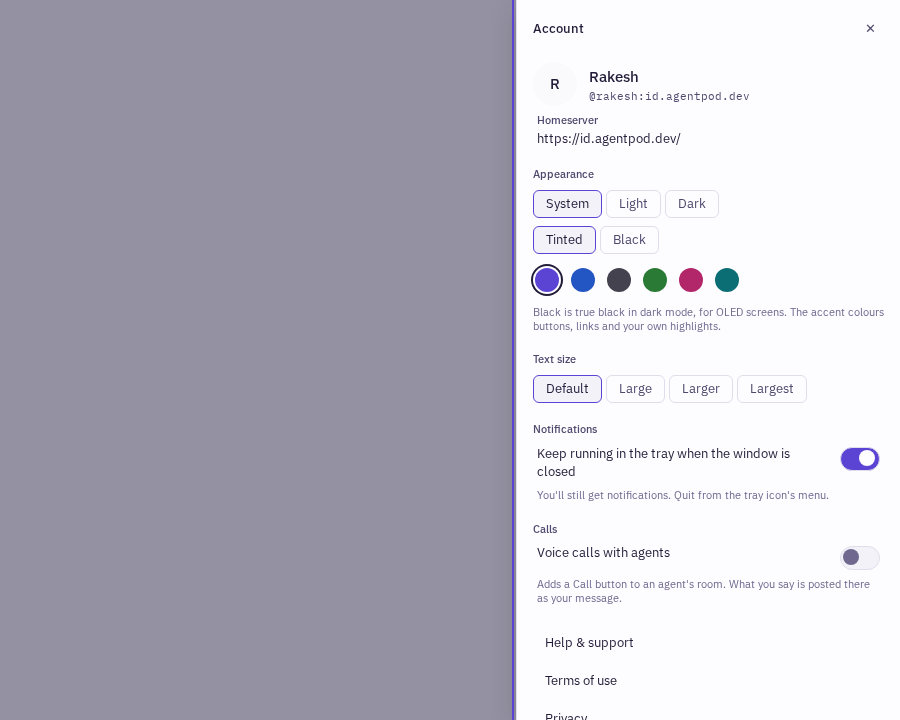 Account
✕
R
Rakesh
@rakesh:id.agentpod.dev
Homeserver
https://id.agentpod.dev/
Appearance
System Light Dark
Tinted Black
Black is true black in dark mode, for OLED screens. The accent colours
buttons, links and your own highlights.
Text size
Default Large Larger Largest
Notifications
Keep running in the tray when the window is
closed
You'll still get notifications. Quit from the tray icon's menu.
Calls
Voice calls with agents
Adds a Call button to an agent's room. What you say is posted there
as your message.
Help & support
Terms of use
Privacy